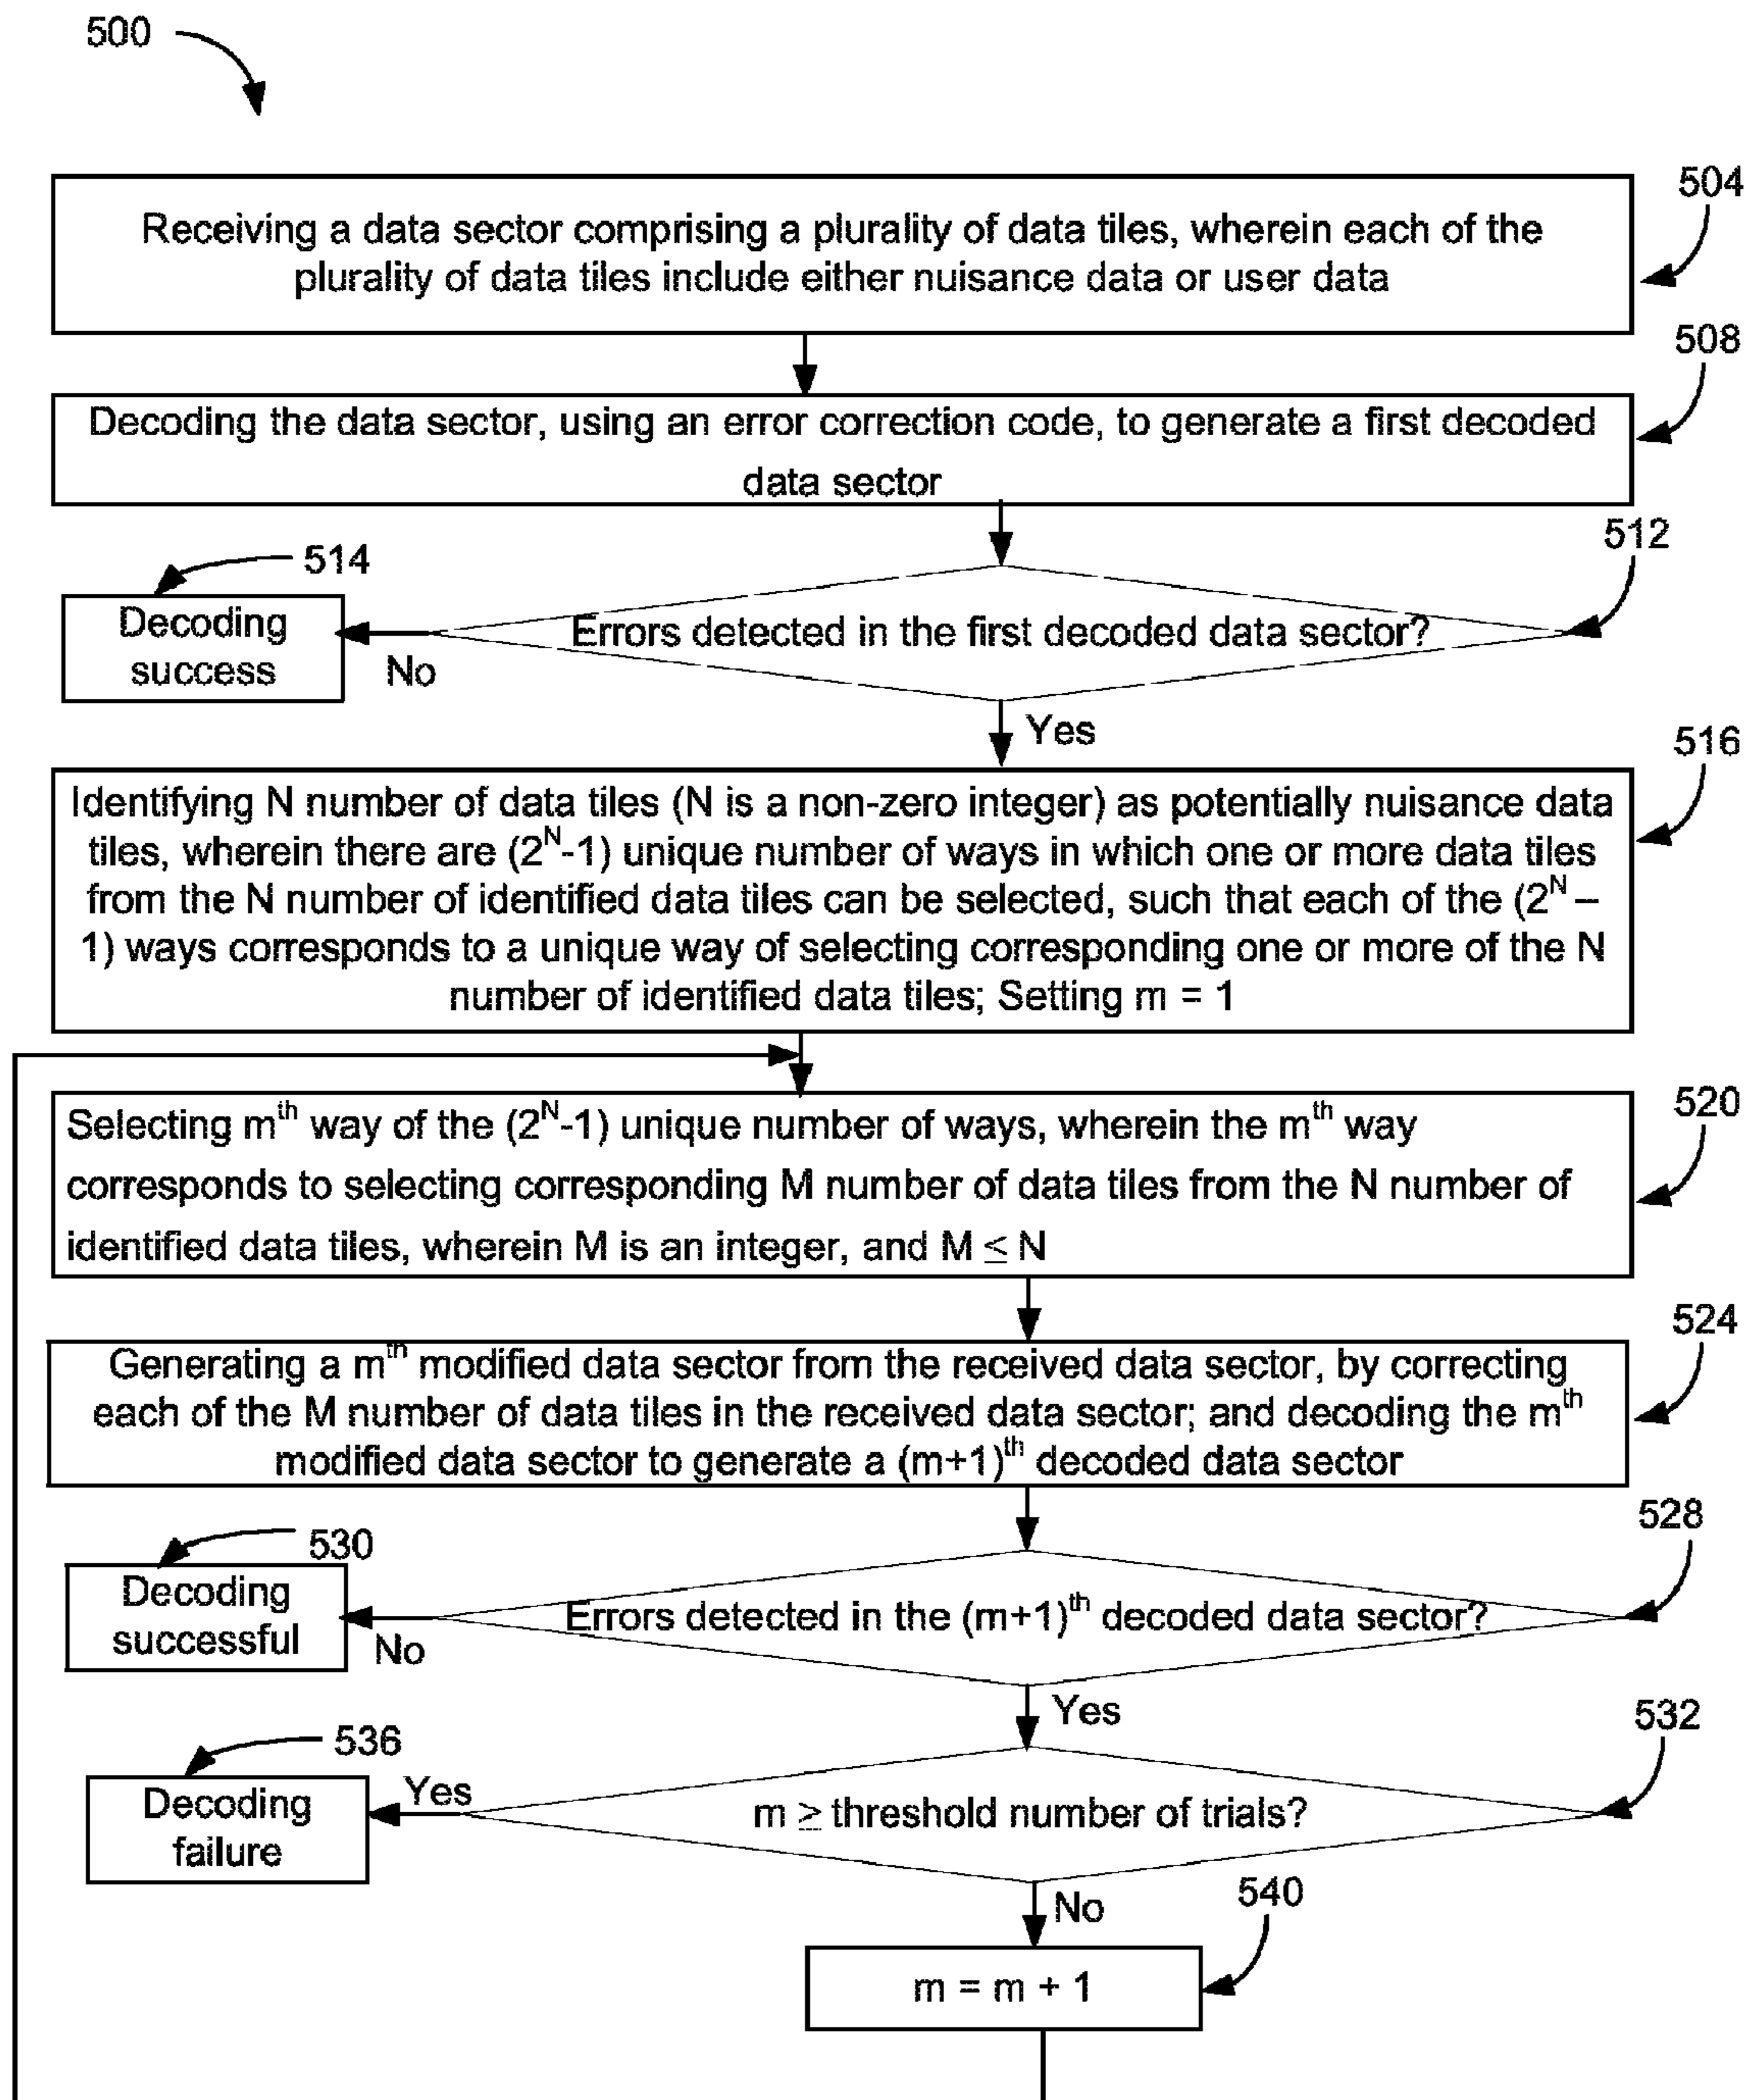 500
504
Receiving a data sector comprising a plurality of data tiles, wherein each of the
plurality of data tiles include either nuisance data or user data
508
Decoding the data sector, using an error correction code, to generate a first decoded
data sector
512
514
Decoding
success
No
Errors detected in the first decoded data sector?
Yes
516
Identifying N number of data tiles (N is a non-zero integer) as potentially nuisance data
tiles, wherein there are (2^N-1) unique number of ways in which one or more data tiles
from the N number of identified data tiles can be selected, such that each of the (2^N –
1) ways corresponds to a unique way of selecting corresponding one or more of the N
number of identified data tiles; Setting m = 1
520
Selecting m^th way of the (2^N-1) unique number of ways, wherein the m^th way
corresponds to selecting corresponding M number of data tiles from the N number of
identified data tiles, wherein M is an integer, and M ≤ N
524
Generating a m^th modified data sector from the received data sector, by correcting
each of the M number of data tiles in the received data sector; and decoding the m^th
modified data sector to generate a (m+1)^th decoded data sector
528
530
Decoding
successful
No
Errors detected in the (m+1)^th decoded data sector?
Yes
532
536
Decoding
failure
Yes
m ≥ threshold number of trials?
No
540
m = m + 1